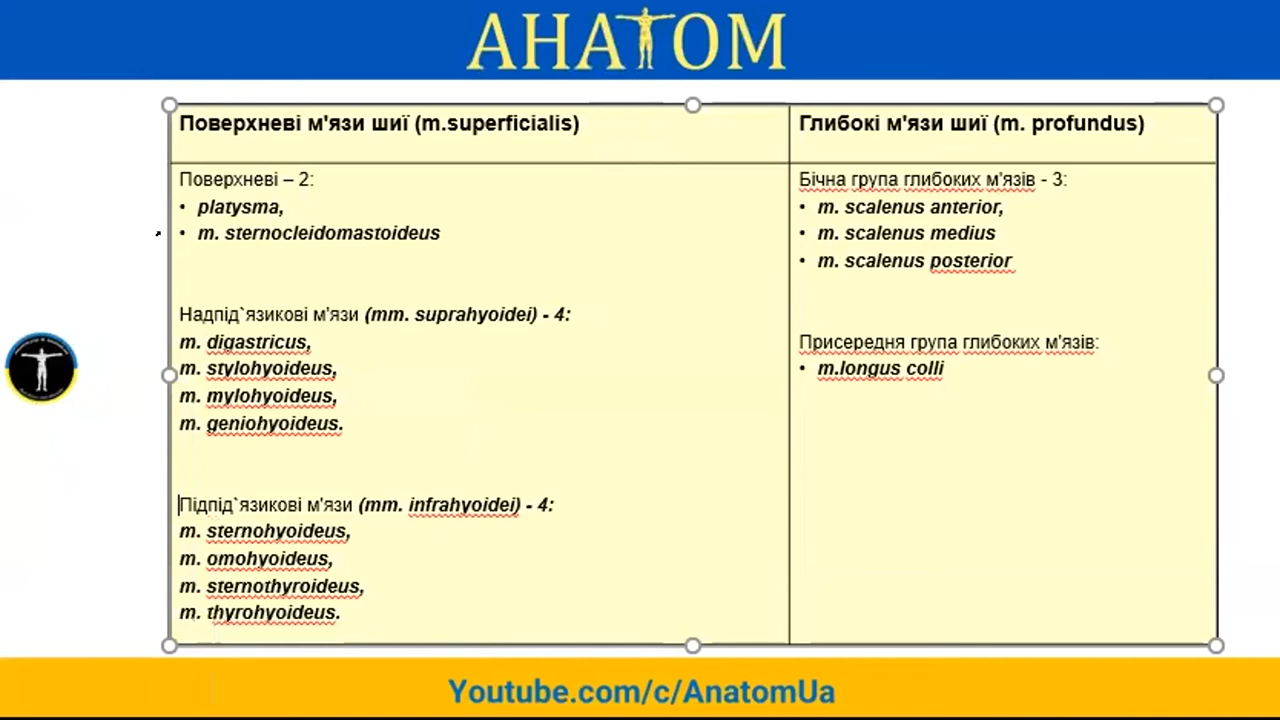 АНАТОМ
Поверхневі м'язи шиї (m.superficialis)
Поверхневі – 2:
• platysma,
• m. sternocleidomastoideus
Надпід`язикові м'язи (mm. suprahyoidei) - 4:
m. digastricus,
m. stylohyoideus,
m. mylohyoideus,
m. geniohyoideus.
Підпід`язикові м'язи (mm. infrahyoidei) - 4:
m. sternohyoideus,
m. omohyoideus,
m. sternothyroideus,
m. thyrohyoideus.
Глибокі м'язи шиї (m. profundus)
Бічна група глибоких м'язів - 3:
• m. scalenus anterior,
• m. scalenus medius
• m. scalenus posterior
Присередня група глибоких м'язів:
• m.longus colli
Youtube.com/c/AnatomUa